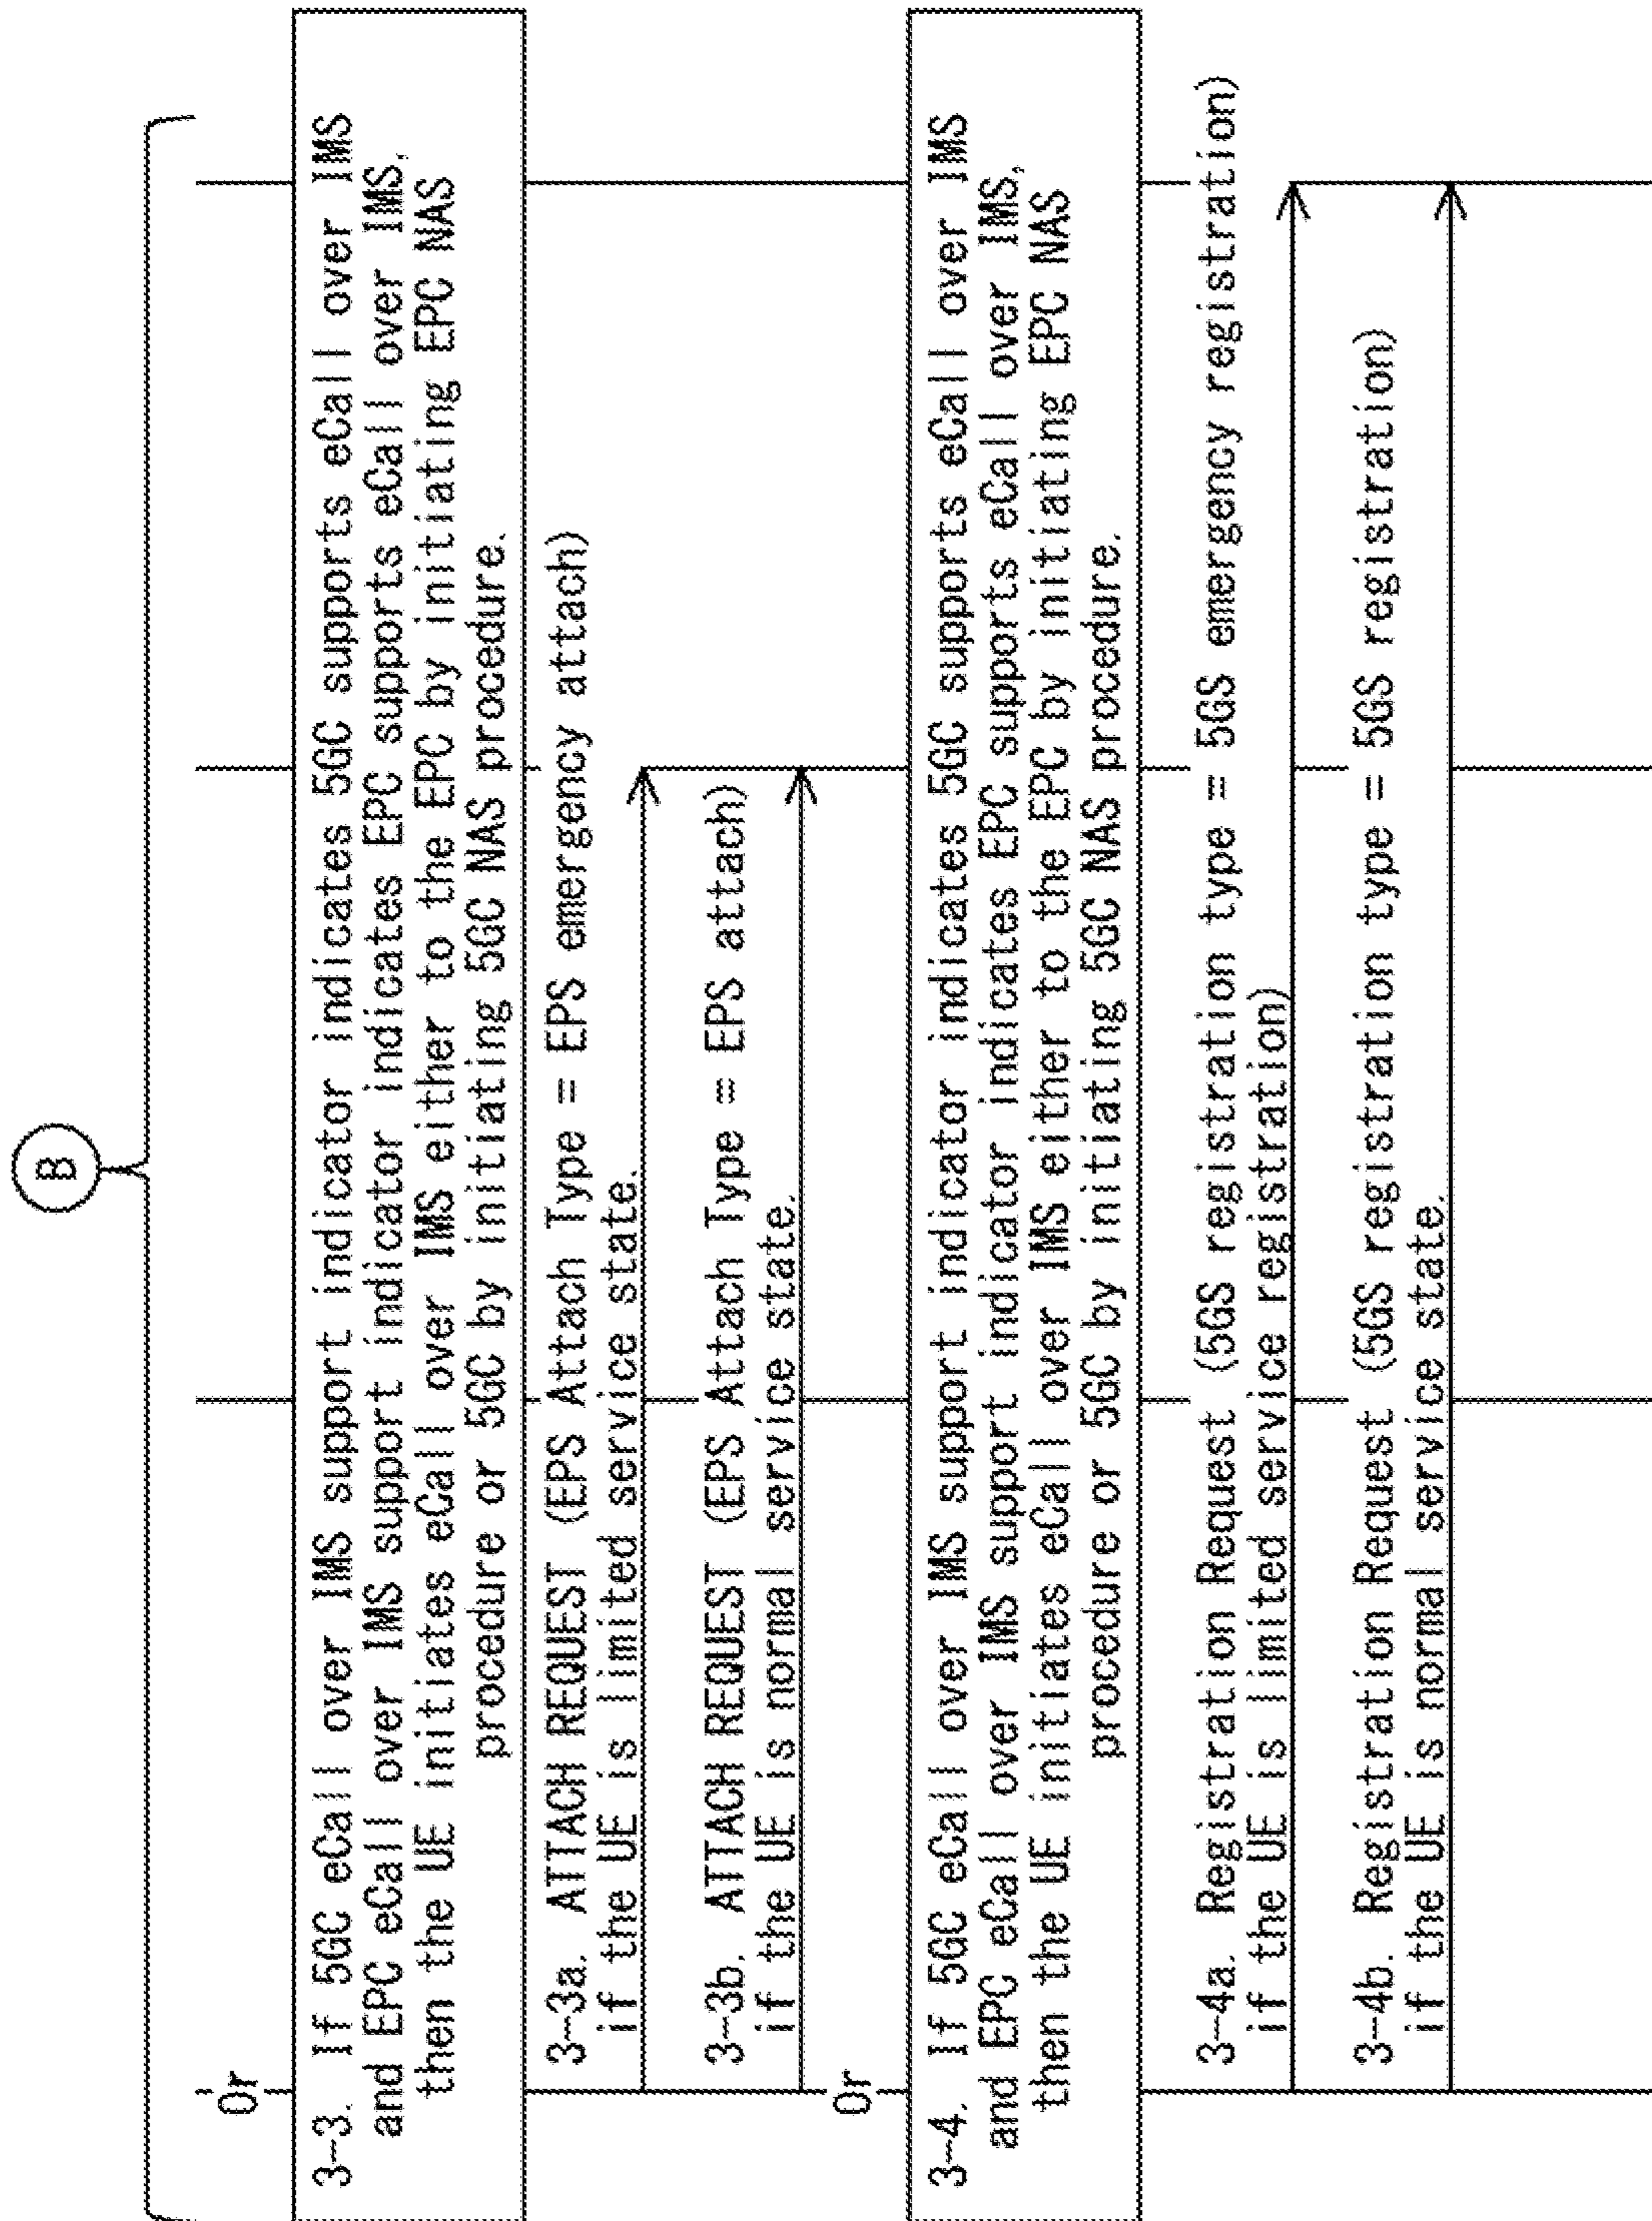 B
Or
3-3. If 5GC eCall over IMS support indicator indicates 5GC supports eCall over IMS
and EPC eCall over IMS support indicator indicates EPC supports eCall over IMS,
then the UE initiates eCall over IMS either to the EPC by initiating EPC NAS
procedure or 5GC by initiating 5GC NAS procedure.
3-3a. ATTACH REQUEST (EPS Attach Type = EPS emergency attach)
if the UE is limited service state.
3-3b. ATTACH REQUEST (EPS Attach Type = EPS attach)
if the UE is normal service state.
Or
3-4. If 5GC eCall over IMS support indicator indicates 5GC supports eCall over IMS
and EPC eCall over IMS support indicator indicates EPC supports eCall over IMS,
then the UE initiates eCall over IMS either to the EPC by initiating EPC NAS
procedure or 5GC by initiating 5GC NAS procedure.
3-4a. Registration Request (5GS registration type = 5GS emergency registration)
if the UE is limited service registration)
3-4b. Registration Request (5GS registration type = 5GS registration)
if the UE is normal service state.